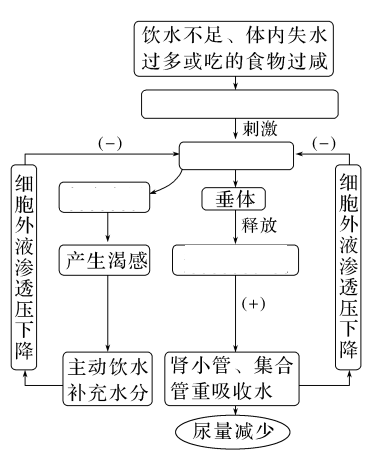 饮水不足、体内失水
过多或吃的食物过咸
刺激
(－)
(－)
垂体
释放
细胞外液渗透压下降
细胞外液渗透压下降
产生渴感
(＋)
主动饮水
补充水分
肾小管、集合
管重吸收水
尿量减少